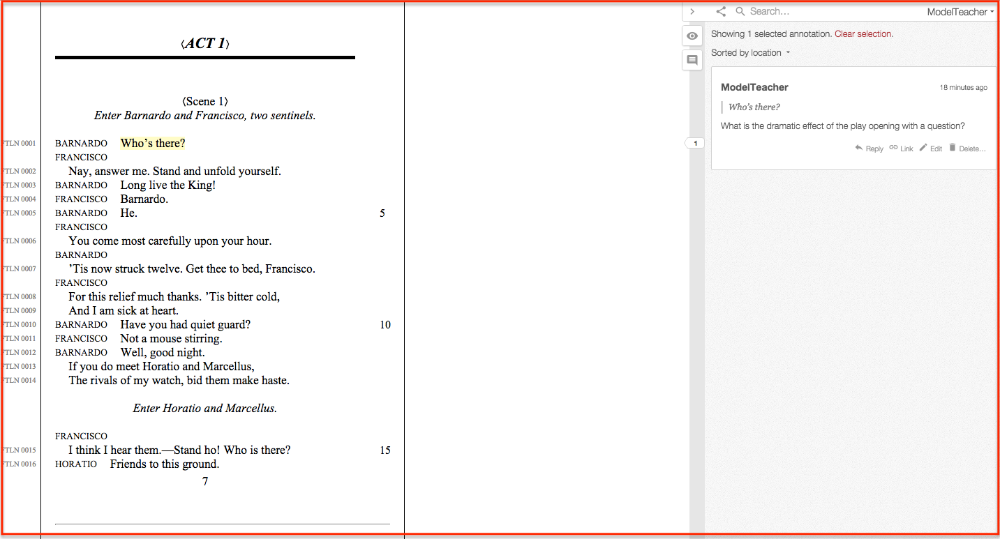 ⟨ACT 1⟩
⟨Scene 1⟩
Enter Barnardo and Francisco, two sentinels.
FTLN 0001 BARNARDO Who’s there?
FRANCISCO
FTLN 0002 Nay, answer me. Stand and unfold yourself.
FTLN 0003 BARNARDO Long live the King!
FTLN 0004 FRANCISCO Barnardo.
FTLN 0005 BARNARDO He. 5
FRANCISCO
FTLN 0006 You come most carefully upon your hour.
BARNARDO
FTLN 0007 ’Tis now struck twelve. Get thee to bed, Francisco.
FRANCISCO
FTLN 0008 For this relief much thanks. ’Tis bitter cold,
FTLN 0009 And I am sick at heart.
FTLN 0010 BARNARDO Have you had quiet guard? 10
FTLN 0011 FRANCISCO Not a mouse stirring.
FTLN 0012 BARNARDO Well, good night.
FTLN 0013 If you do meet Horatio and Marcellus,
FTLN 0014 The rivals of my watch, bid them make haste.
Enter Horatio and Marcellus.
FRANCISCO
FTLN 0015 I think I hear them.—Stand ho! Who is there? 15
FTLN 0016 HORATIO Friends to this ground.
7
Search…
ModelTeacher
Showing 1 selected annotation. Clear selection.
Sorted by location
ModelTeacher 18 minutes ago
Who’s there?
What is the dramatic effect of the play opening with a question?
1
Reply Link Edit Delete…